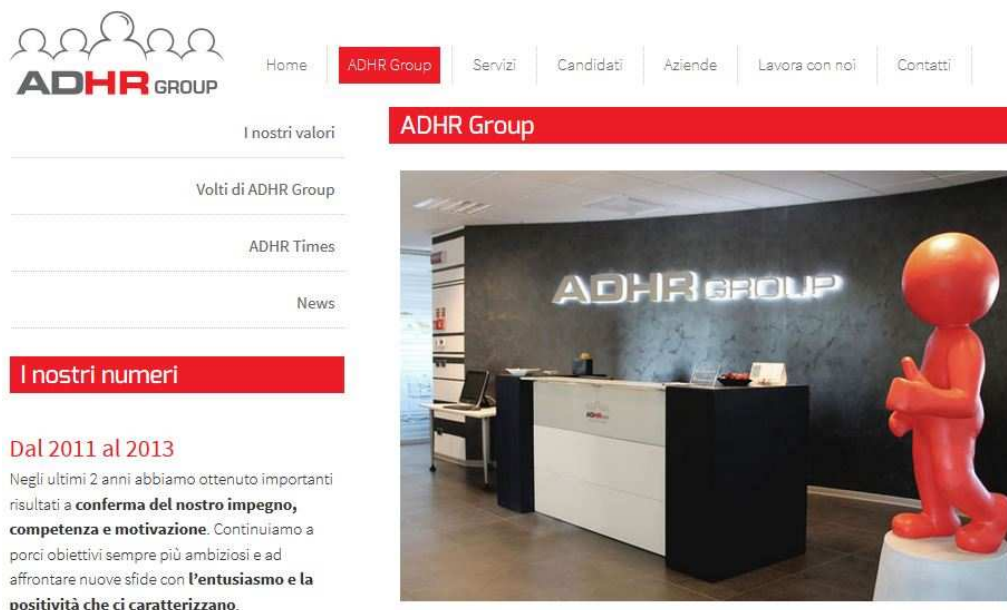 ADHR GROUP
Home
ADHR Group
Servizi
Candidati
Aziende
Lavora con noi
Contatti
I nostri valori
Volti di ADHR Group
ADHR Times
News
I nostri numeri
Dal 2011 al 2013
Negli ultimi 2 anni abbiamo ottenuto importanti
risultati a conferma del nostro impegno,
competenza e motivazione. Continuiamo a
porci obiettivi sempre più ambiziosi e ad
affrontare nuove sfide con l'entusiasmo e la
positività che ci caratterizzano.
ADHR Group
ADHR GROUP
ADHR